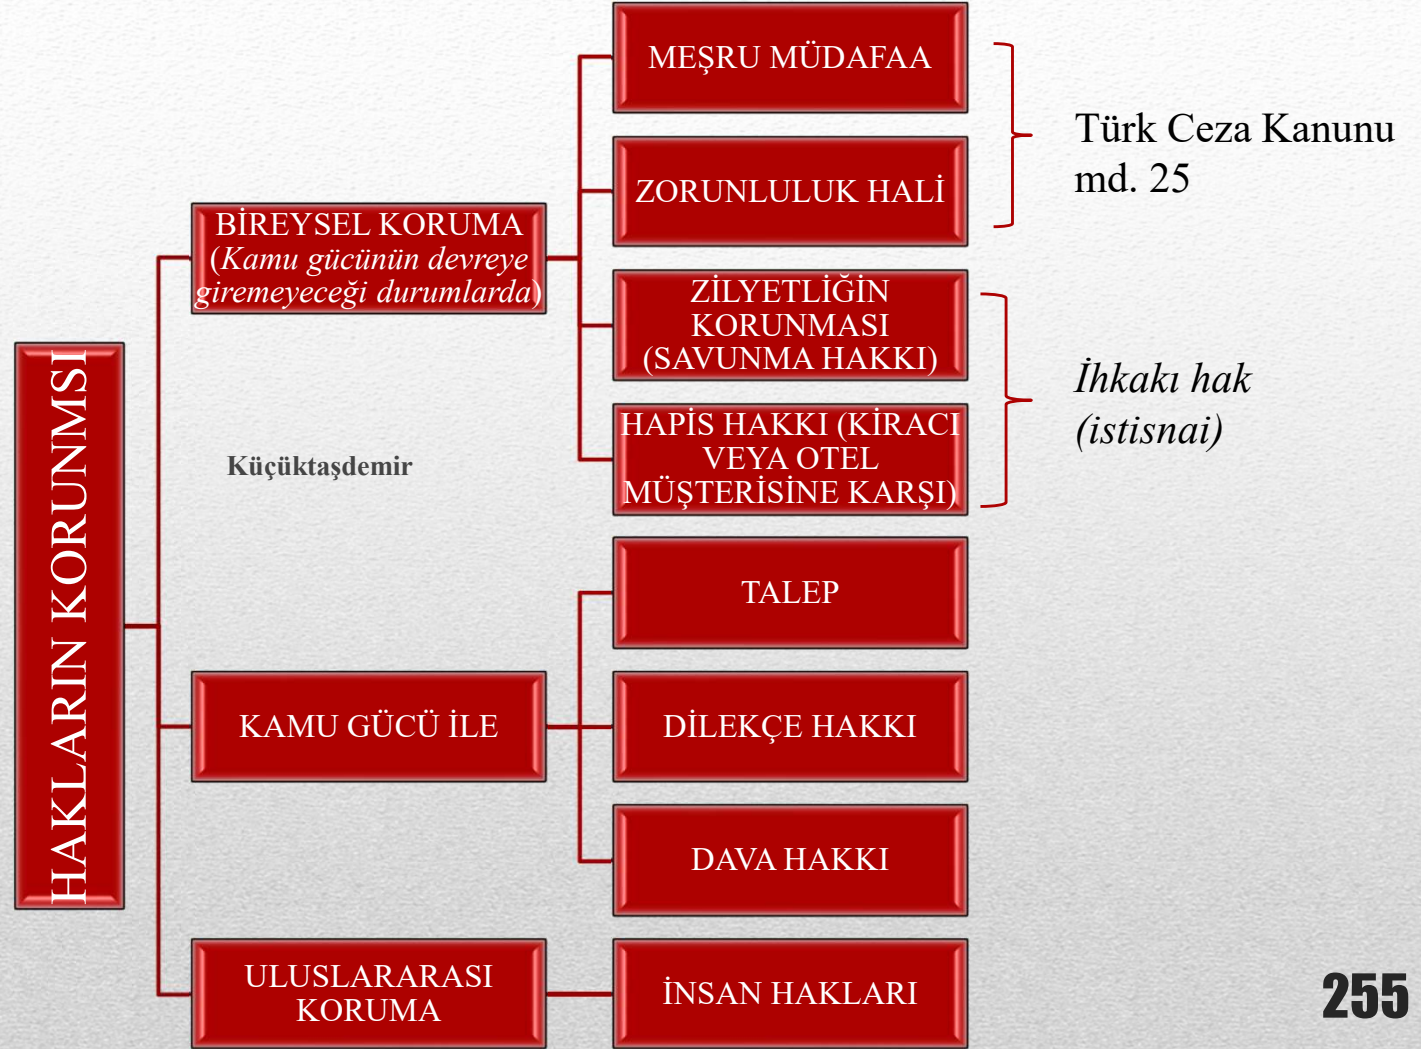 HAKLARIN KORUNMSI
BİREYSEL KORUMA
(Kamu gücünün devreye
giremeyeceği durumlarda)
MEŞRU MÜDAFAA
ZORUNLULUK HALİ
Türk Ceza Kanunu
md. 25
ZİLYETLİĞİN
KORUNMASI
(SAVUNMA HAKKI)
HAPİS HAKKI (KİRACI
VEYA OTEL
MÜŞTERİSİNE KARŞI)
İhkakı hak
(istisnai)
Küçüktaşdemir
KAMU GÜCÜ İLE
TALEP
DİLEKÇE HAKKI
DAVA HAKKI
ULUSLARARASI
KORUMA
İNSAN HAKLARI
255